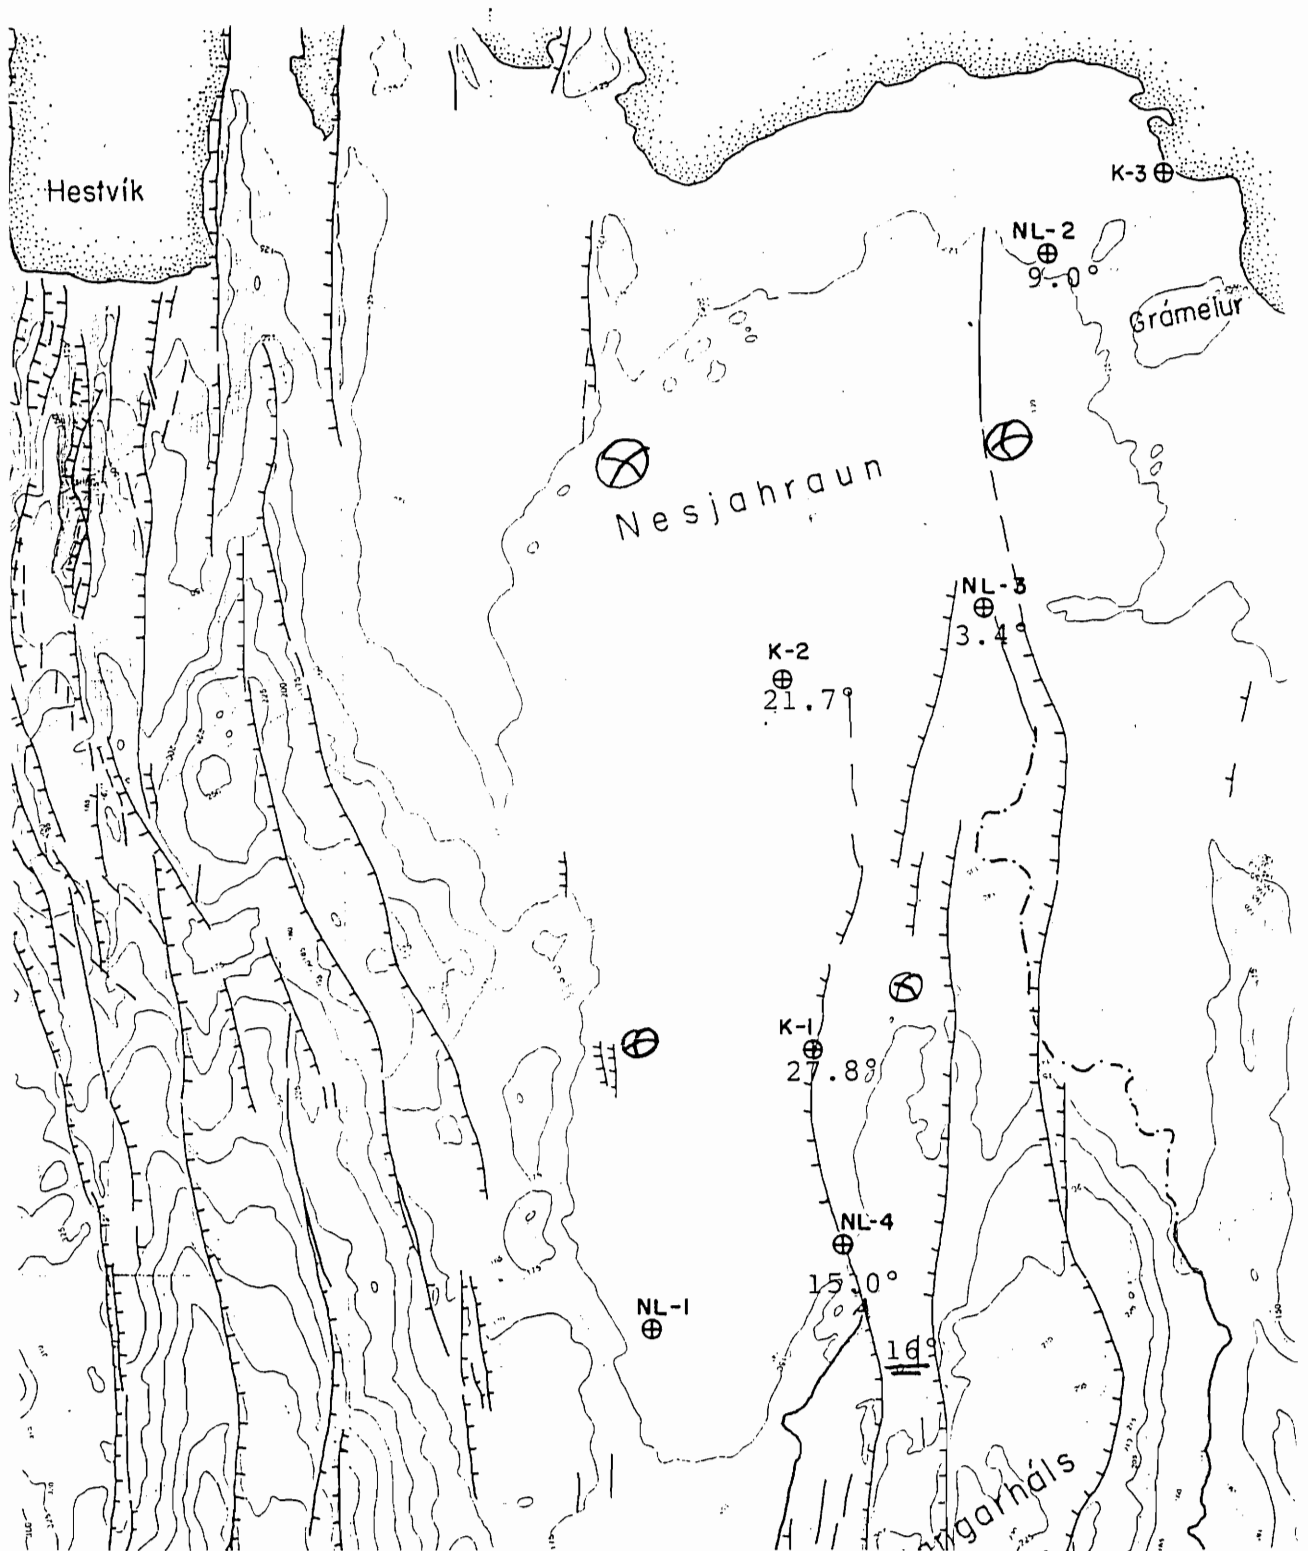 Hestvík
K-3
NL-2
9.0°
Grámelur
Nesjahraun
NL-3
3.4°
K-2
21.7°
K-1
27.8°
NL-4
15.0°
NL-1
16°
ngarháls